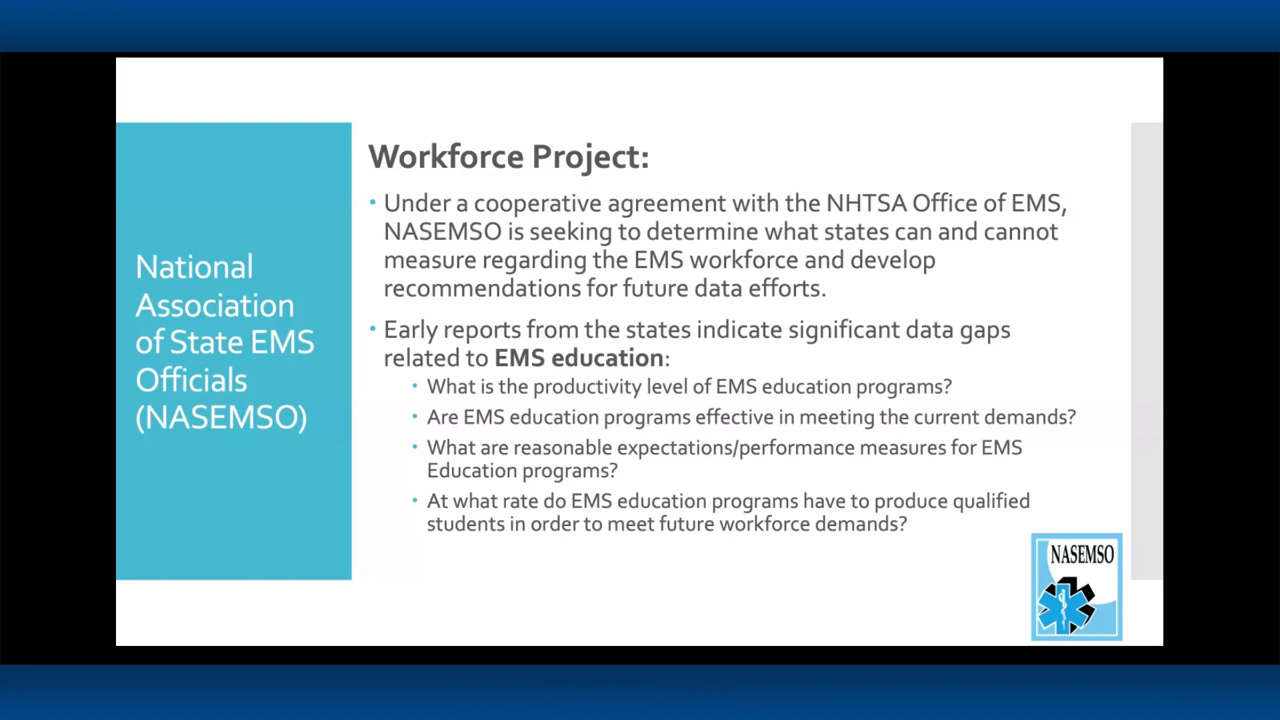 National
Association
of State EMS
Officials
(NASEMSO)
Workforce Project:
• Under a cooperative agreement with the NHTSA Office of EMS,
NASEMSO is seeking to determine what states can and cannot
measure regarding the EMS workforce and develop
recommendations for future data efforts.
• Early reports from the states indicate significant data gaps
related to EMS education:
• What is the productivity level of EMS education programs?
• Are EMS education programs effective in meeting the current demands?
• What are reasonable expectations/performance measures for EMS
Education programs?
• At what rate do EMS education programs have to produce qualified
students in order to meet future workforce demands?
NASEMSO